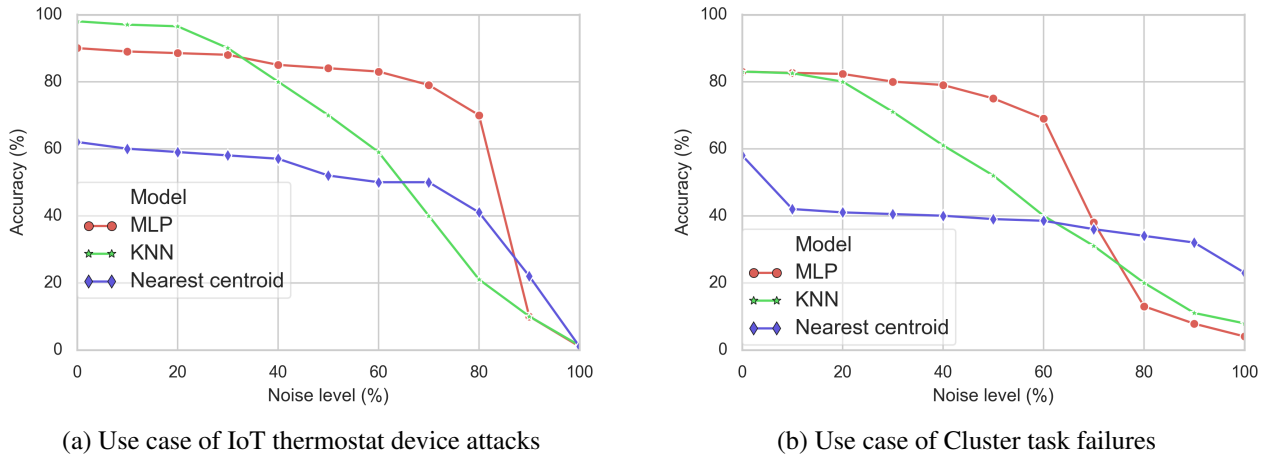 100
80
60
40
20
0
Accuracy (%)
Model
MLP
KNN
Nearest centroid
0 20 40 60 80 100
Noise level (%)
(a) Use case of IoT thermostat device attacks
100
80
60
40
20
0
Accuracy (%)
Model
MLP
KNN
Nearest centroid
0 20 40 60 80 100
Noise level (%)
(b) Use case of Cluster task failures